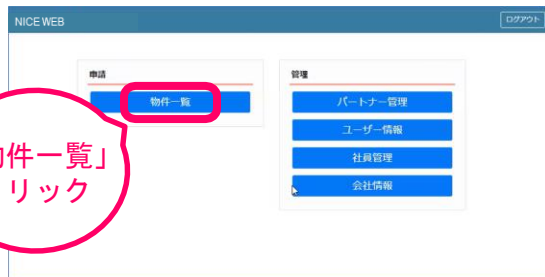 NICE WEB
ログアウト
申請
物件一覧
管理
パートナー管理
ユーザー情報
社員管理
会社情報
件一覧」
リック